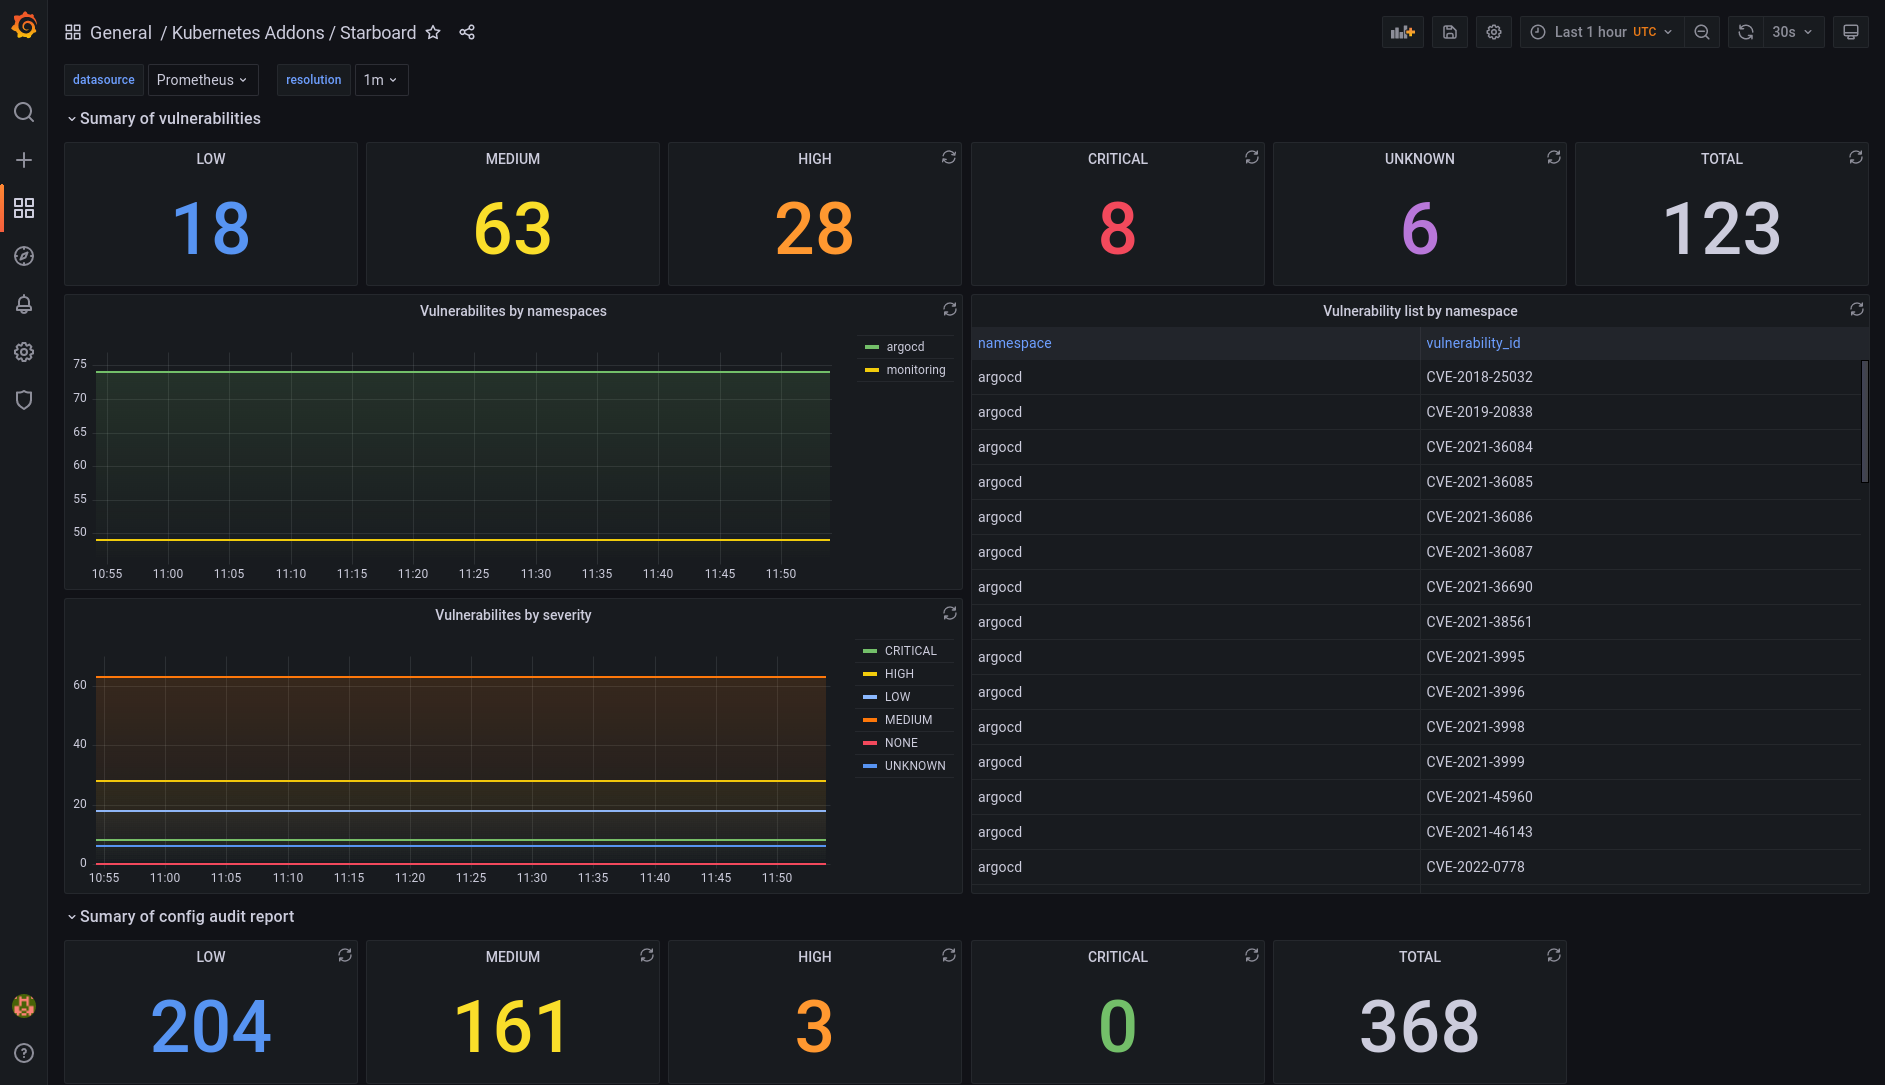 General / Kubernetes Addons / Starboard
Last 1 hour UTC
30s
datasource Prometheus resolution 1m
Sumary of vulnerabilities
LOW
18
MEDIUM
63
HIGH
28
CRITICAL
8
UNKNOWN
6
TOTAL
123
Vulnerabilites by namespaces
75
70
65
60
55
50
10:55 11:00 11:05 11:10 11:15 11:20 11:25 11:30 11:35 11:40 11:45 11:50
argocd
monitoring
Vulnerabilites by severity
60
40
20
0
10:55 11:00 11:05 11:10 11:15 11:20 11:25 11:30 11:35 11:40 11:45 11:50
CRITICAL
HIGH
LOW
MEDIUM
NONE
UNKNOWN
Vulnerability list by namespace
namespace vulnerability_id
argocd CVE-2018-25032
argocd CVE-2019-20838
argocd CVE-2021-36084
argocd CVE-2021-36085
argocd CVE-2021-36086
argocd CVE-2021-36087
argocd CVE-2021-36690
argocd CVE-2021-38561
argocd CVE-2021-3995
argocd CVE-2021-3996
argocd CVE-2021-3998
argocd CVE-2021-3999
argocd CVE-2021-45960
argocd CVE-2021-46143
argocd CVE-2022-0778
Sumary of config audit report
LOW
204
MEDIUM
161
HIGH
3
CRITICAL
0
TOTAL
368